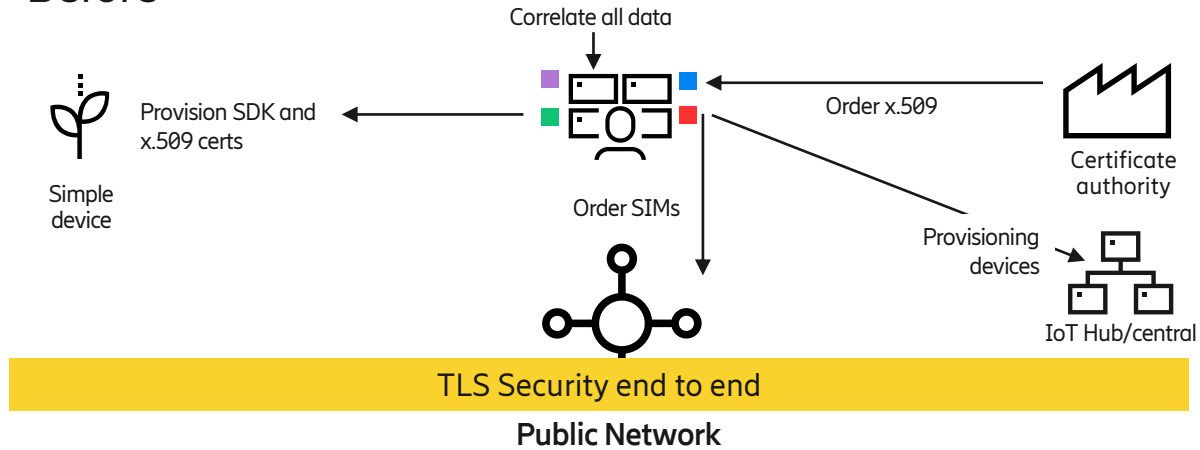 Before
Correlate all data
Provision SDK and
x.509 certs
Order x.509
Certificate
authority
Simple
device
Order SIMs
Provisioning
devices
IoT Hub/central
TLS Security end to end
Public Network